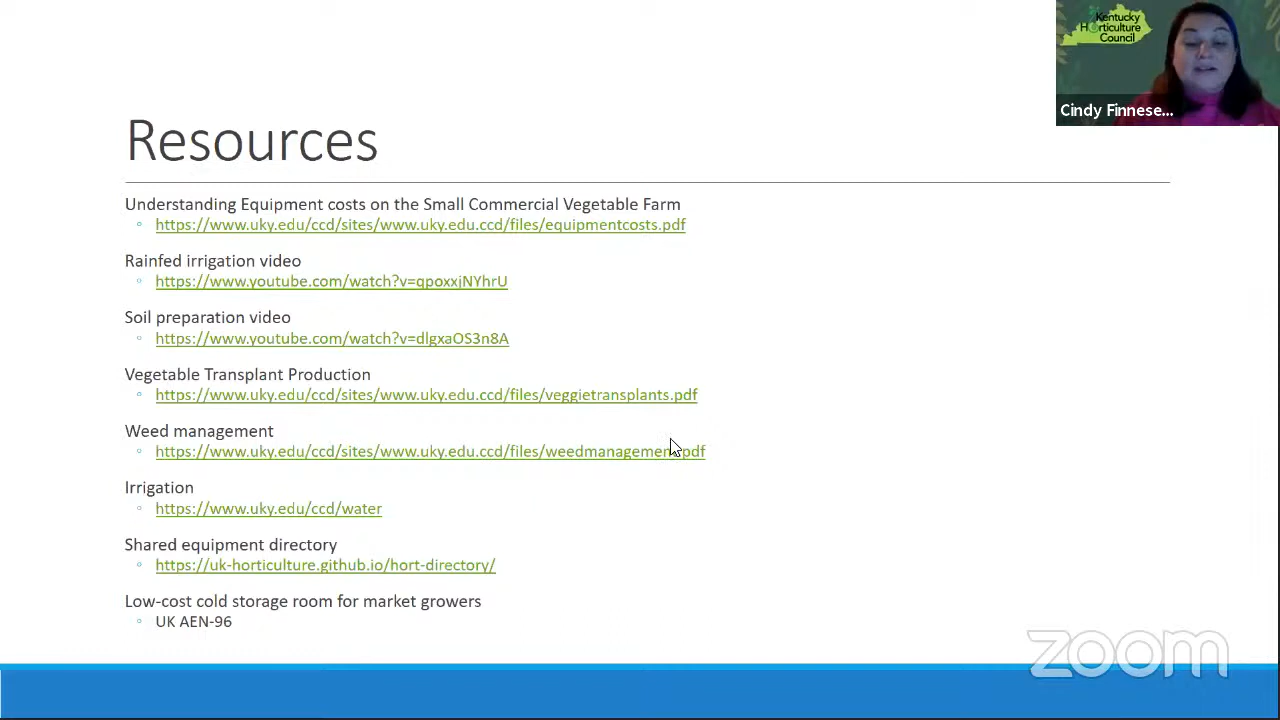 Kentucky
Horticulture
Council
Cindy Finnese...
Resources
Understanding Equipment costs on the Small Commercial Vegetable Farm
https://www.uky.edu/ccd/sites/www.uky.edu.ccd/files/equipmentcosts.pdf
Rainfed irrigation video
https://www.youtube.com/watch?v=qpoxxjNYhrU
Soil preparation video
https://www.youtube.com/watch?v=dlgxaOS3n8A
Vegetable Transplant Production
https://www.uky.edu/ccd/sites/www.uky.edu.ccd/files/veggietransplants.pdf
Weed management
https://www.uky.edu/ccd/sites/www.uky.edu.ccd/files/weedmanagement.pdf
Irrigation
https://www.uky.edu/ccd/water
Shared equipment directory
https://uk-horticulture.github.io/hort-directory/
Low-cost cold storage room for market growers
UK AEN-96
zoom